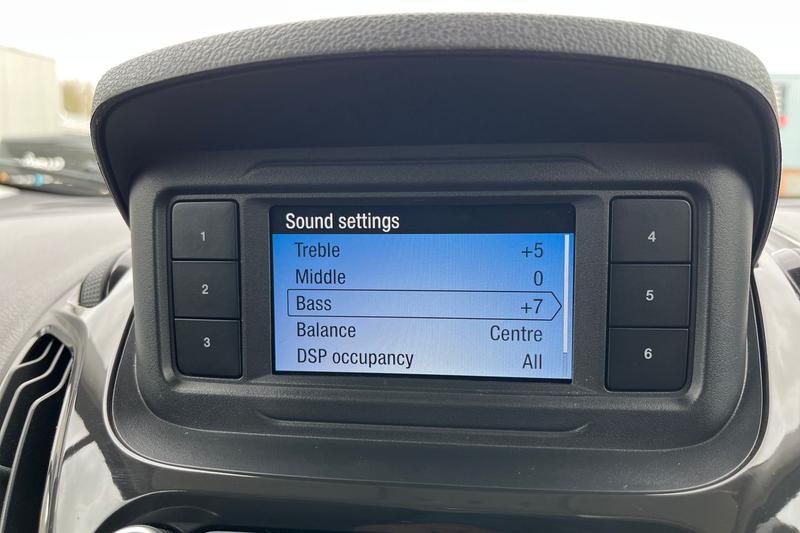 Sound settings
Treble +5
Middle 0
Bass +7
Balance Centre
DSP occupancy All
1
2
3
4
5
6